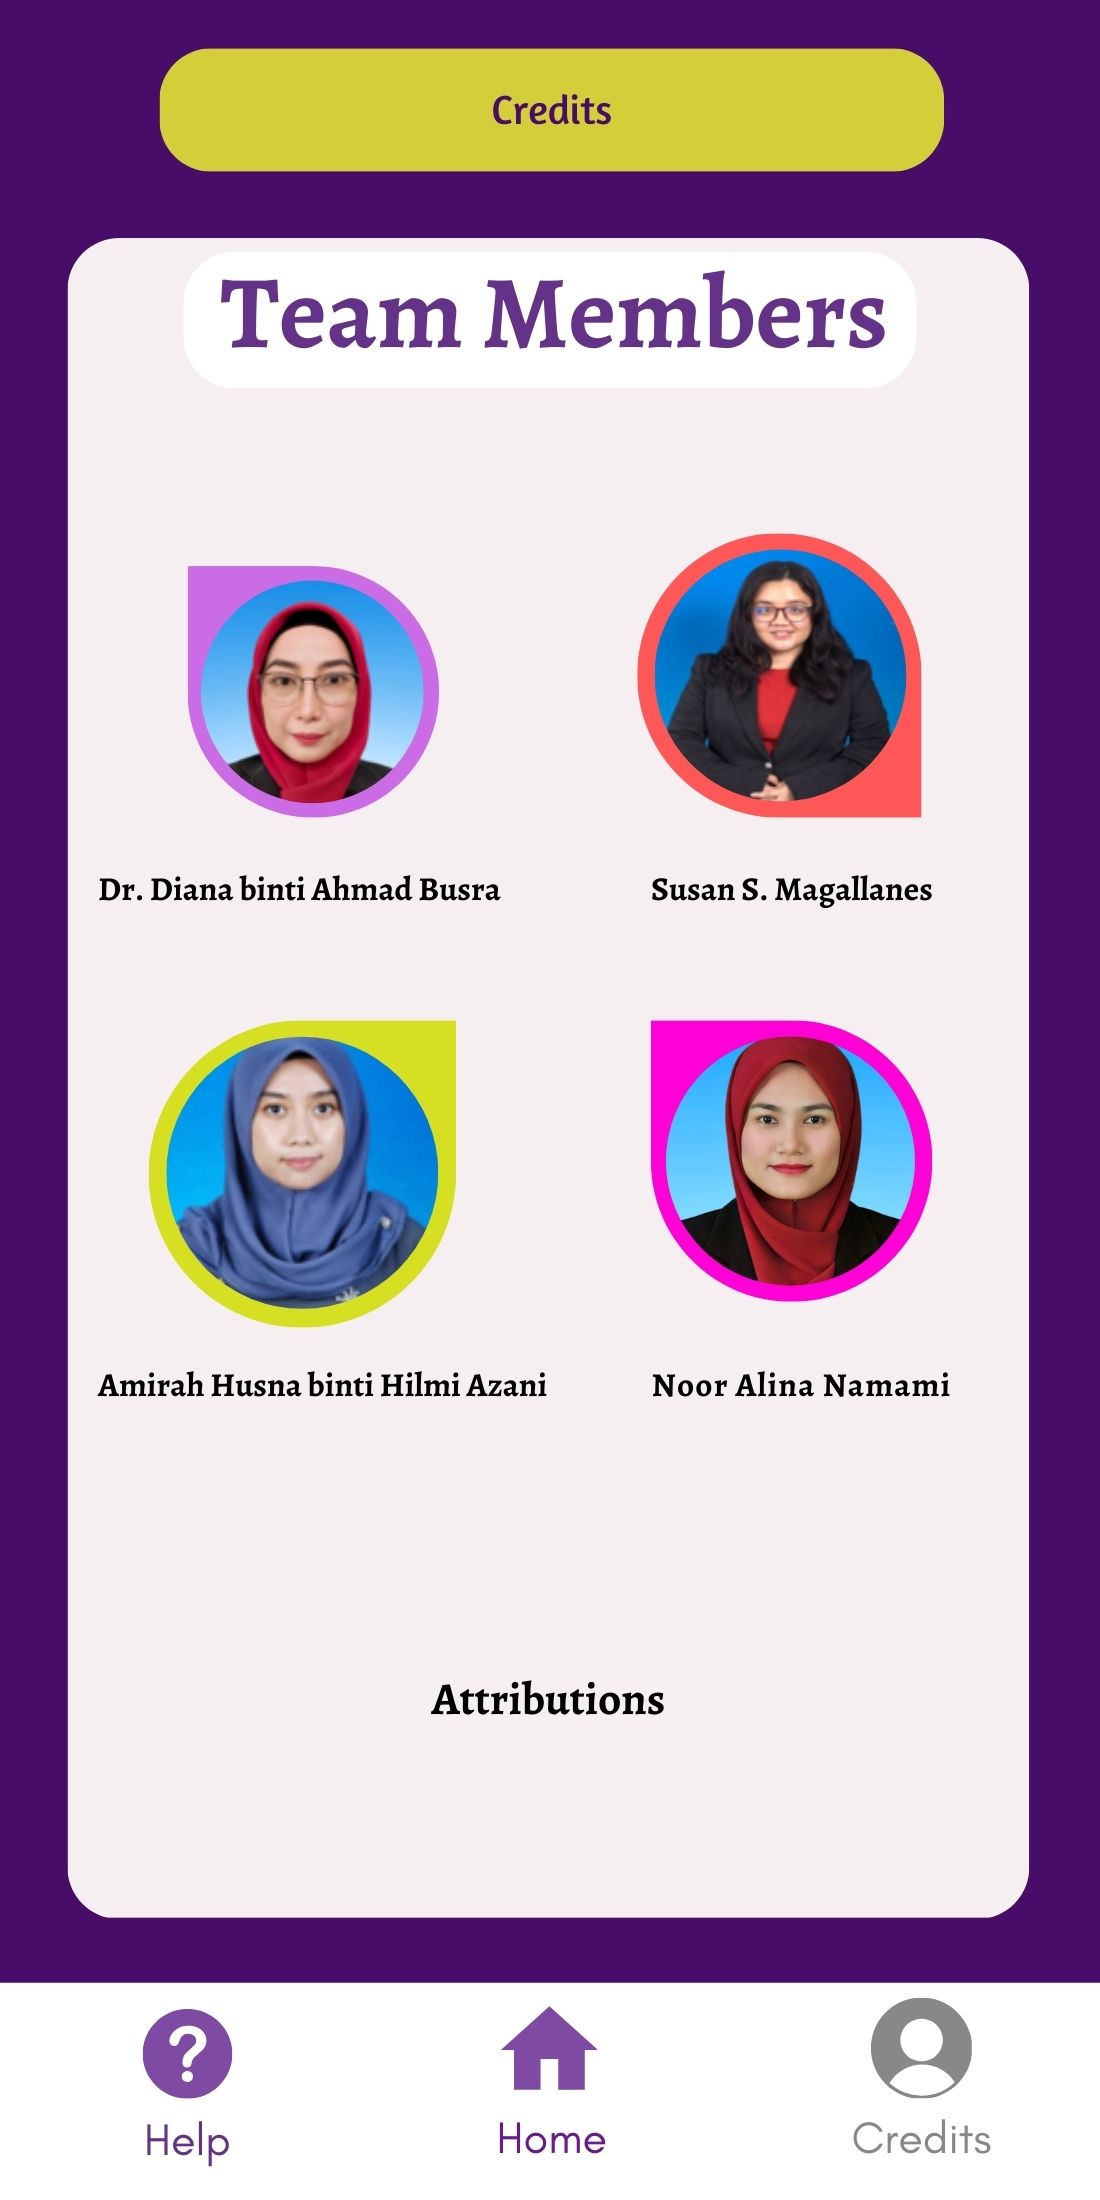 Credits
Team Members
Dr. Diana binti Ahmad Busra
Susan S. Magallanes
Amirah Husna binti Hilmi Azani
Noor Alina Namami
Attributions
Help
Home
Credits